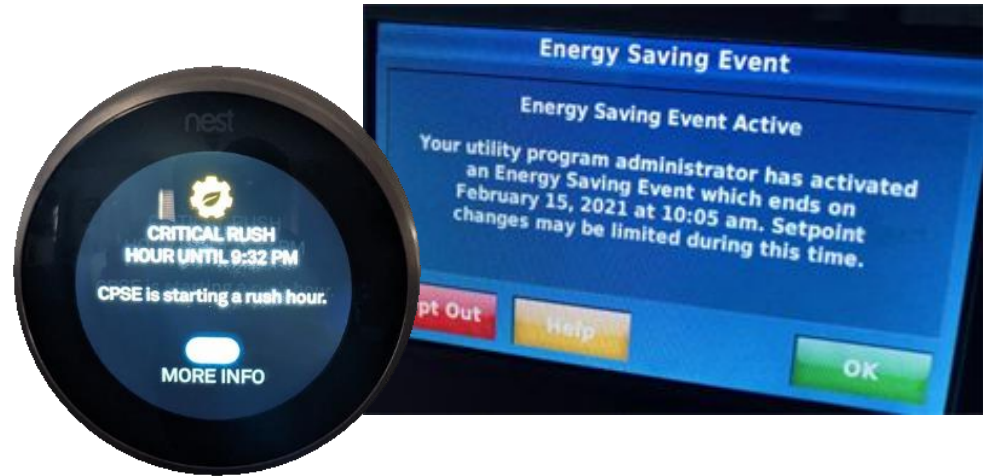 nest
CRITICAL RUSH
HOUR UNTIL 9:32 PM
CPSE is starting a rush hour.
MORE INFO
Energy Saving Event
Energy Saving Event Active
Your utility program administrator has activated
an Energy Saving Event which ends on
February 15, 2021 at 10:05 am. Setpoint
changes may be limited during this time.
pt Out
Help
OK